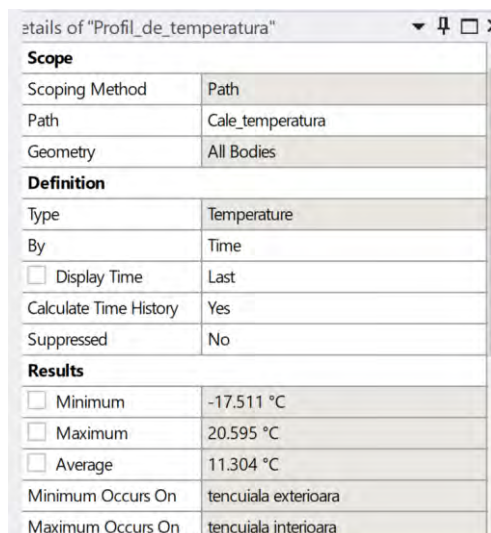 etails of "Profil_de_temperatura"
Scope
Scoping Method Path
Path Cale_temperatura
Geometry All Bodies
Definition
Type Temperature
By Time
Display Time Last
Calculate Time History Yes
Suppressed No
Results
Minimum -17.511 °C
Maximum 20.595 °C
Average 11.304 °C
Minimum Occurs On tencuiala exterioara
Maximum Occurs On tencuiala interioara